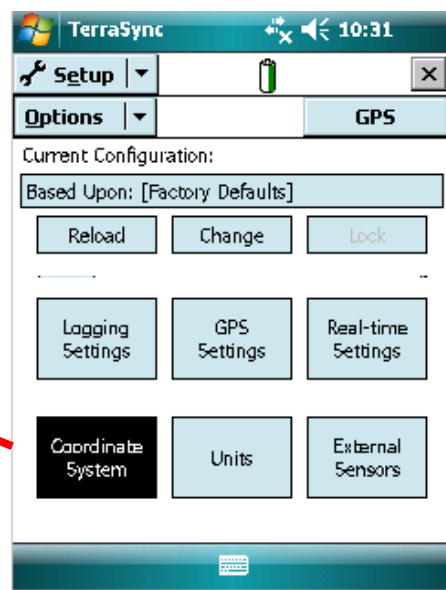 TerraSync 10:31
Setup
Options GPS
Current Configuration:
Based Upon: [Factory Defaults]
Reload Change Lock
Logging Settings
GPS Settings
Real-time Settings
Coordinate System
Units
External Sensors